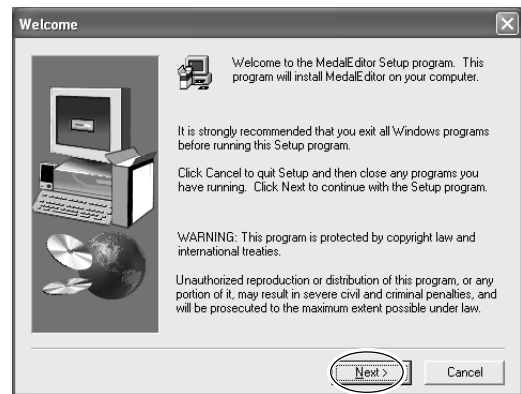 Welcome
Welcome to the MedalEditor Setup program. This
program will install MedalEditor on your computer.
It is strongly recommended that you exit all Windows programs
before running this Setup program.
Click Cancel to quit Setup and then close any programs you
have running. Click Next to continue with the Setup program.
WARNING: This program is protected by copyright law and
international treaties.
Unauthorized reproduction or distribution of this program, or any
portion of it, may result in severe civil and criminal penalties, and
will be prosecuted to the maximum extent possible under law.
Next >
Cancel